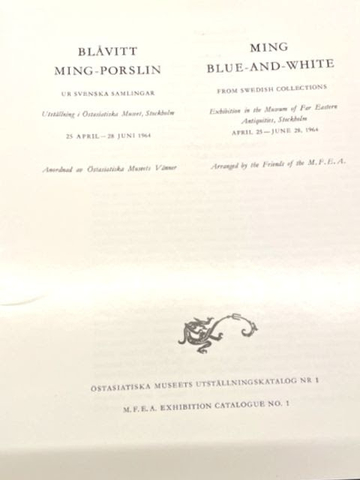 BLÅVITT
MING-PORSLIN
UR SVENSKA SAMLINGAR
Utställning i Östasiatiska Museet, Stockholm
25 APRIL—28 JUNI 1964
Anordnad av Östasiatiska Museets Vänner
MING
BLUE-AND-WHITE
FROM SWEDISH COLLECTIONS
Exhibition in the Museum of Far Eastern
Antiquities, Stockholm
APRIL 25—JUNE 28, 1964
Arranged by the Friends of the M.F.E.A.
ÖSTASIATISKA MUSEETS UTSTÄLLNINGSKATALOG NR 1
M.F.E.A. EXHIBITION CATALOGUE NO. 1